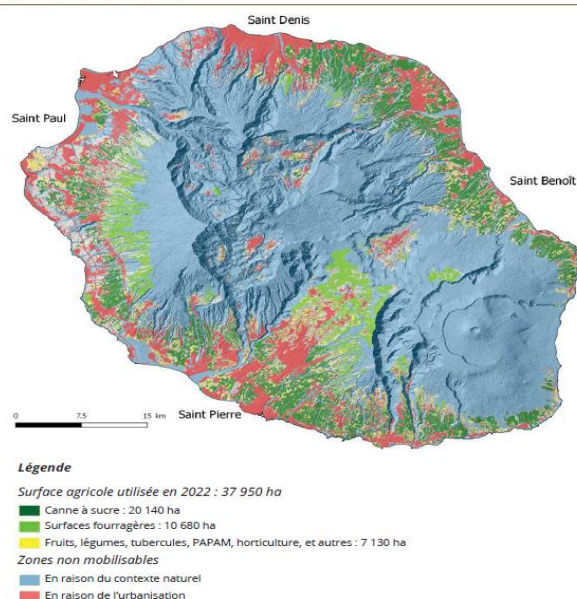 Saint Denis
Saint Paul
Saint Benoît
Saint Pierre
0 7.5 15 km
Légende
Surface agricole utilisée en 2022 : 37 950 ha
Canne à sucre : 20 140 ha
Surfaces fourragères : 10 680 ha
Fruits, légumes, tubercules, PAPAM, horticulture, et autres : 7 130 ha
Zones non mobilisables
En raison du contexte naturel
En raison de l'urbanisation